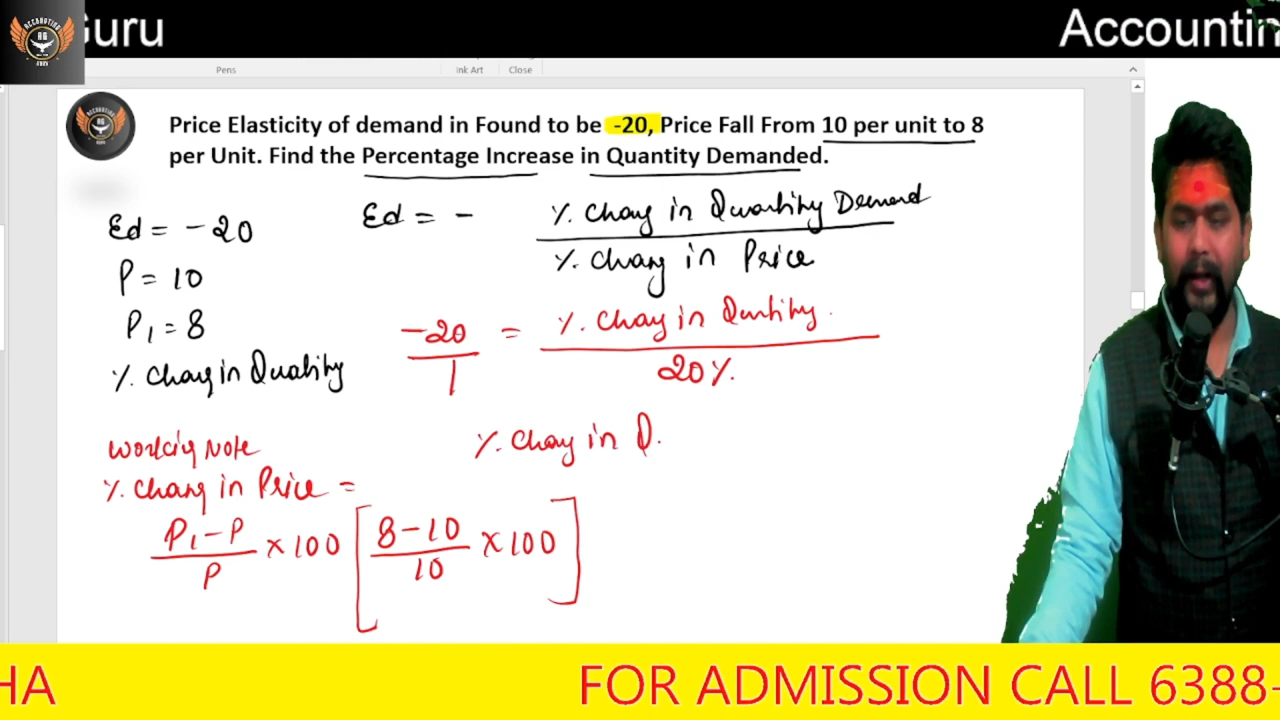 Guru
Accountin
ACCOUNTING
AG
GURU
Pens
Ink Art
Close
Price Elasticity of demand in Found to be -20, Price Fall From 10 per unit to 8
per Unit. Find the Percentage Increase in Quantity Demanded.
Ed = -20
Ed = - % Chang in Quantity Demand
% Chang in Price
P = 10
P₁ = 8
-20/1 = % Chang in Quntity.
20%.
% Chang in Quality
Working Note
% Chang in Price =
% Chang in Q.
P₁-P/P × 100 [8-10/10 × 100]
HA
FOR ADMISSION CALL 6388-